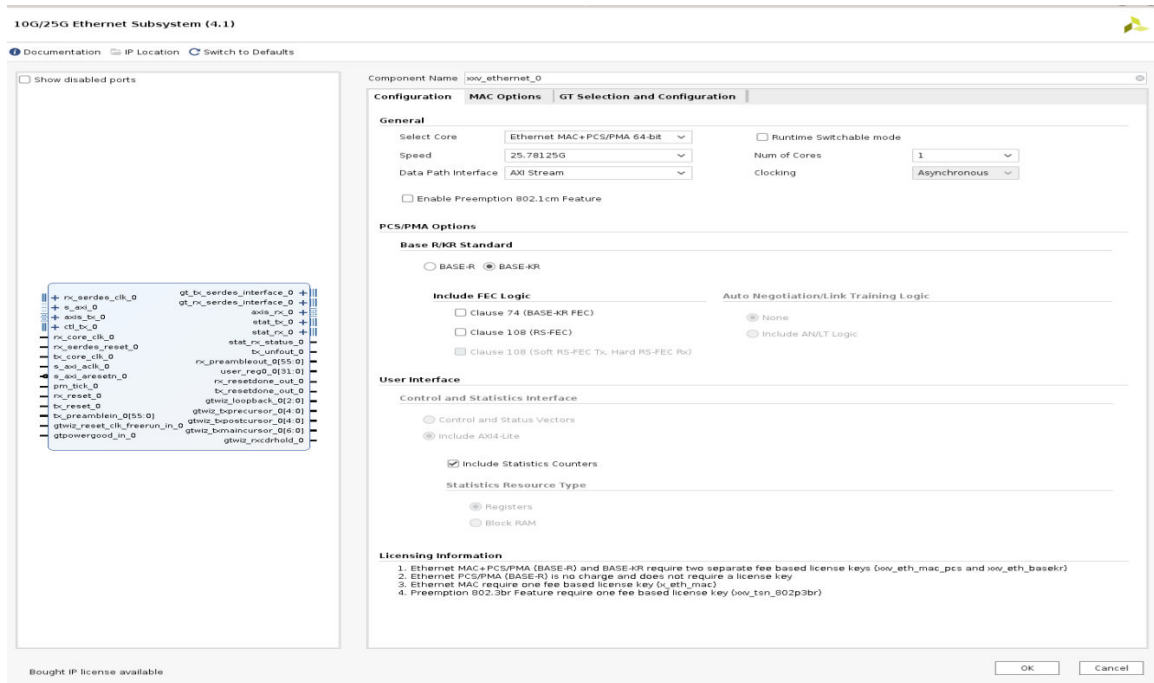 10G/25G Ethernet Subsystem (4.1)
Documentation IP Location Switch to Defaults
Show disabled ports
rx_serdes_clk_0
s_axi_0
axis_tx_0
ctl_tx_0
rx_core_clk_0
rx_serdes_reset_0
tx_core_clk_0
s_axi_aclk_0
s_axi_aresetn_0
pm_tick_0
rx_reset_0
tx_reset_0
tx_preamblein_0[55:0]
gtwiz_reset_clk_freerun_in_0
gtpowergood_in_0
gt_tx_serdes_interface_0
gt_rx_serdes_interface_0
axis_rx_0
stat_tx_0
stat_rx_0
stat_rx_status_0
tx_unfout_0
rx_preambleout_0[55:0]
user_reg0_0[31:0]
rx_resetdone_out_0
tx_resetdone_out_0
gtwiz_loopback_0[2:0]
gtwiz_txprecursor_0[4:0]
gtwiz_txpostcursor_0[4:0]
gtwiz_txmaincursor_0[6:0]
gtwiz_rxcdrhold_0
Bought IP license available
Component Name xxv_ethernet_0
Configuration MAC Options GT Selection and Configuration
General
Select Core Ethernet MAC+PCS/PMA 64-bit Runtime Switchable mode
Speed 25.78125G Num of Cores 1
Data Path Interface AXI Stream Clocking Asynchronous
Enable Preemption 802.1cm Feature
PCS/PMA Options
Base R/KR Standard
BASE-R BASE-KR
Include FEC Logic Auto Negotiation/Link Training Logic
Clause 74 (BASE-KR FEC) None
Clause 108 (RS-FEC) Include AN/LT Logic
Clause 108 (Soft RS-FEC Tx, Hard RS-FEC Rx)
User Interface
Control and Statistics Interface
Control and Status Vectors
Include AXI4-Lite
Include Statistics Counters
Statistics Resource Type
Registers
Block RAM
Licensing Information
1. Ethernet MAC+PCS/PMA (BASE-R) and BASE-KR require two separate fee based license keys (xxv_eth_mac_pcs and xxv_eth_basekr)
2. Ethernet PCS/PMA (BASE-R) is no charge and does not require a license key
3. Ethernet MAC require one fee based license key (x_eth_mac)
4. Preemption 802.3br Feature require one fee based license key (xxv_tsn_802p3br)
OK Cancel